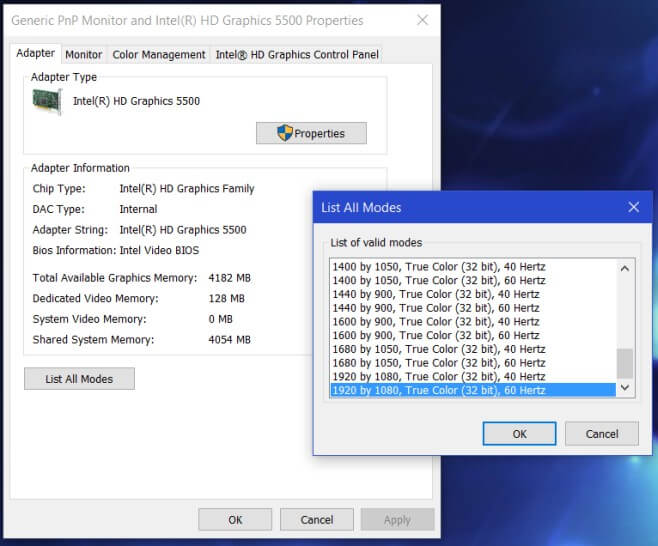 Generic PnP Monitor and Intel(R) HD Graphics 5500 Properties
Adapter
Monitor
Color Management
Intel® HD Graphics Control Panel
Adapter Type
Intel(R) HD Graphics 5500
Properties
Adapter Information
Chip Type: Intel(R) HD Graphics Family
DAC Type: Internal
Adapter String: Intel(R) HD Graphics 5500
Bios Information: Intel Video BIOS
Total Available Graphics Memory: 4182 MB
Dedicated Video Memory: 128 MB
System Video Memory: 0 MB
Shared System Memory: 4054 MB
List All Modes
OK
Cancel
Apply
List All Modes
List of valid modes
1400 by 1050, True Color (32 bit), 40 Hertz
1400 by 1050, True Color (32 bit), 60 Hertz
1440 by 900, True Color (32 bit), 40 Hertz
1440 by 900, True Color (32 bit), 60 Hertz
1600 by 900, True Color (32 bit), 40 Hertz
1600 by 900, True Color (32 bit), 60 Hertz
1680 by 1050, True Color (32 bit), 40 Hertz
1680 by 1050, True Color (32 bit), 60 Hertz
1920 by 1080, True Color (32 bit), 40 Hertz
1920 by 1080, True Color (32 bit), 60 Hertz
OK
Cancel